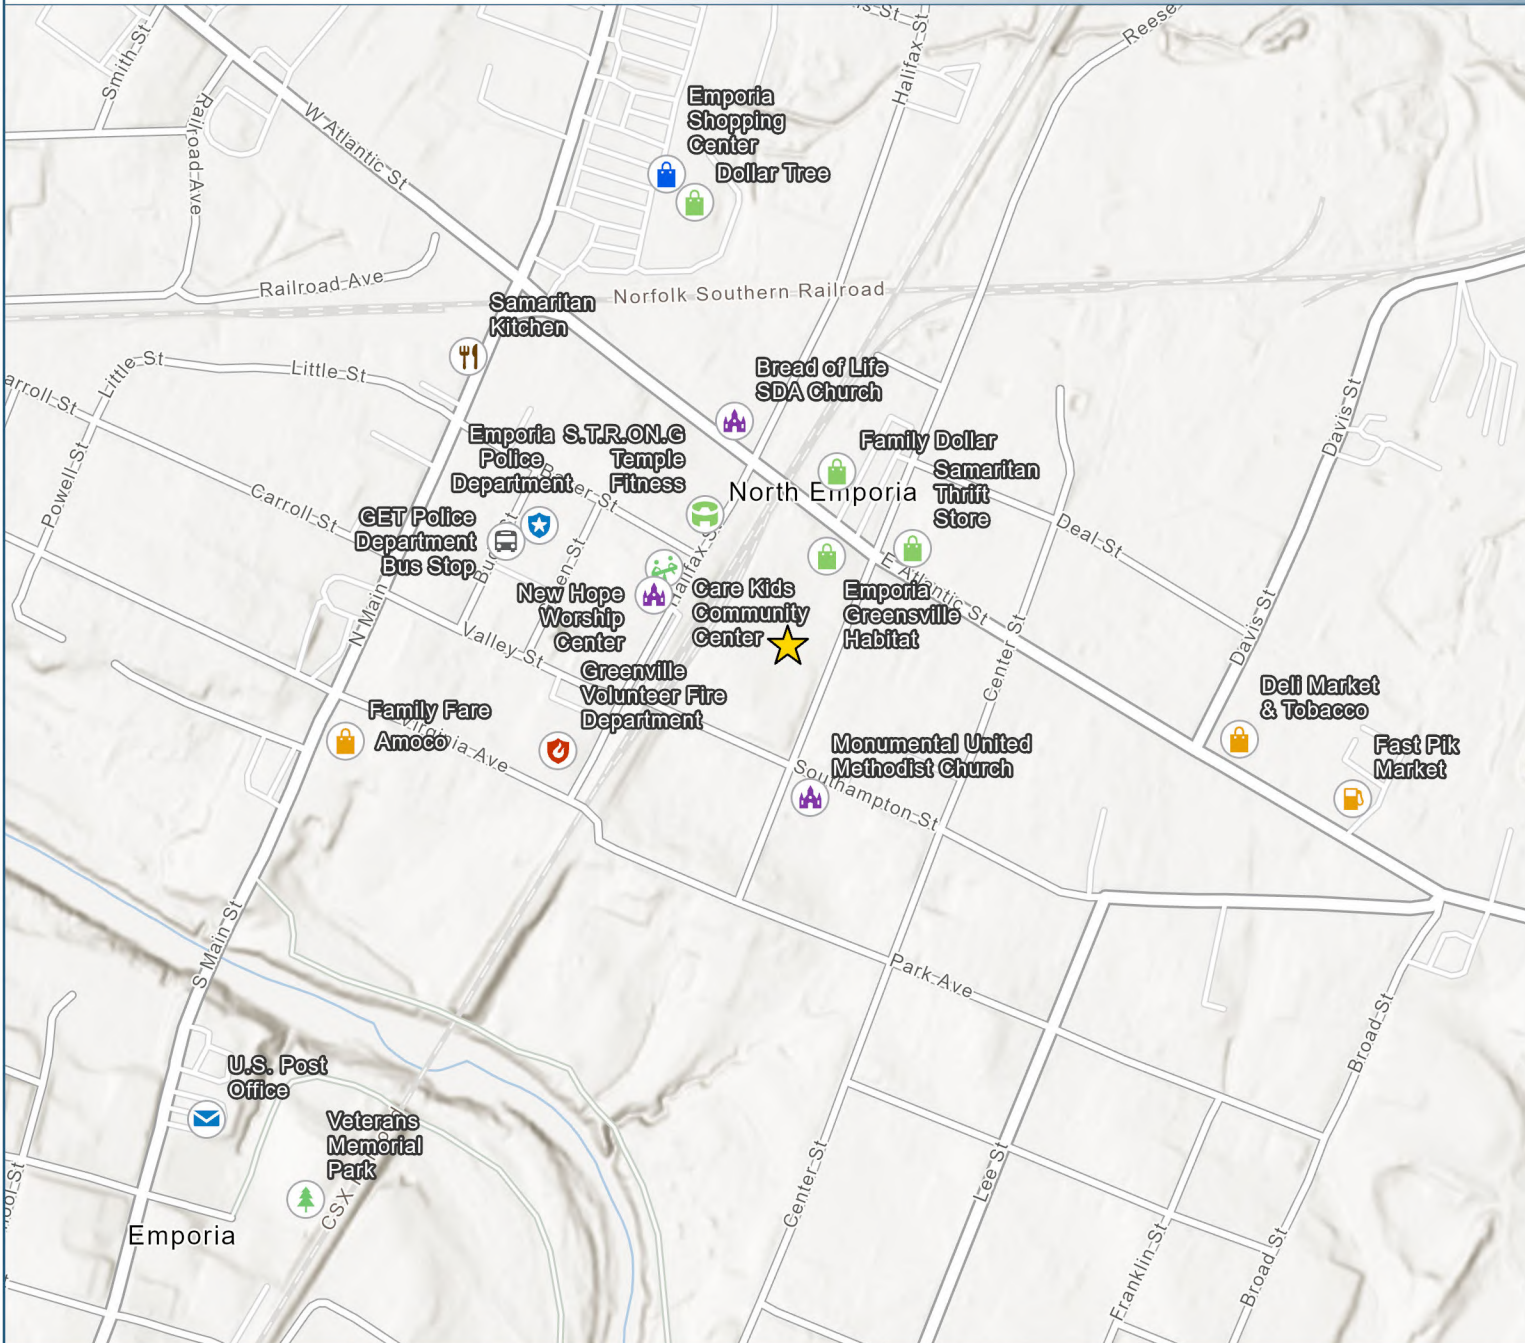 Smith St
Railroad Ave
W Atlantic St
Halifax St
Reese
Emporia
Shopping
Center
Dollar Tree
Railroad Ave
Norfolk Southern Railroad
Samaritan
Kitchen
Little St
Little St
Carroll St
Powell St
Bread of Life
SDA Church
Davis St
Emporia
Police
Department
S.T.R.ON.G
Temple
Fitness
Family Dollar
North Emporia
Samaritan
Thrift
Store
Baker St
GET Police
Department
Bus Stop
Deal St
Halifax St
E Atlantic St
New Hope
Worship
Center
Care Kids
Community
Center
Emporia
Greensville
Habitat
N Main
Valley St
Center St
Davis St
Greenville
Volunteer Fire
Department
Family Fare
Amoco
Virginia Ave
Deli Market
& Tobacco
Fast Pik
Market
Monumental United
Methodist Church
Southampton St
S Main St
Park Ave
Broad St
U.S. Post
Office
Veterans
Memorial
Park
CSX
Emporia
Center St
Lee St
Franklin St
Broad St
Carroll St